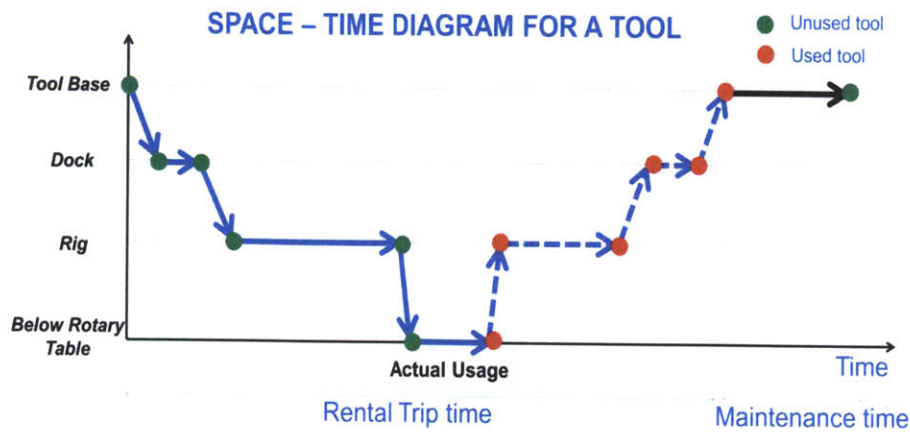 SPACE – TIME DIAGRAM FOR A TOOL
Unused tool
Used tool
Tool Base
Dock
Rig
Below Rotary
Table
Actual Usage
Time
Rental Trip time
Maintenance time